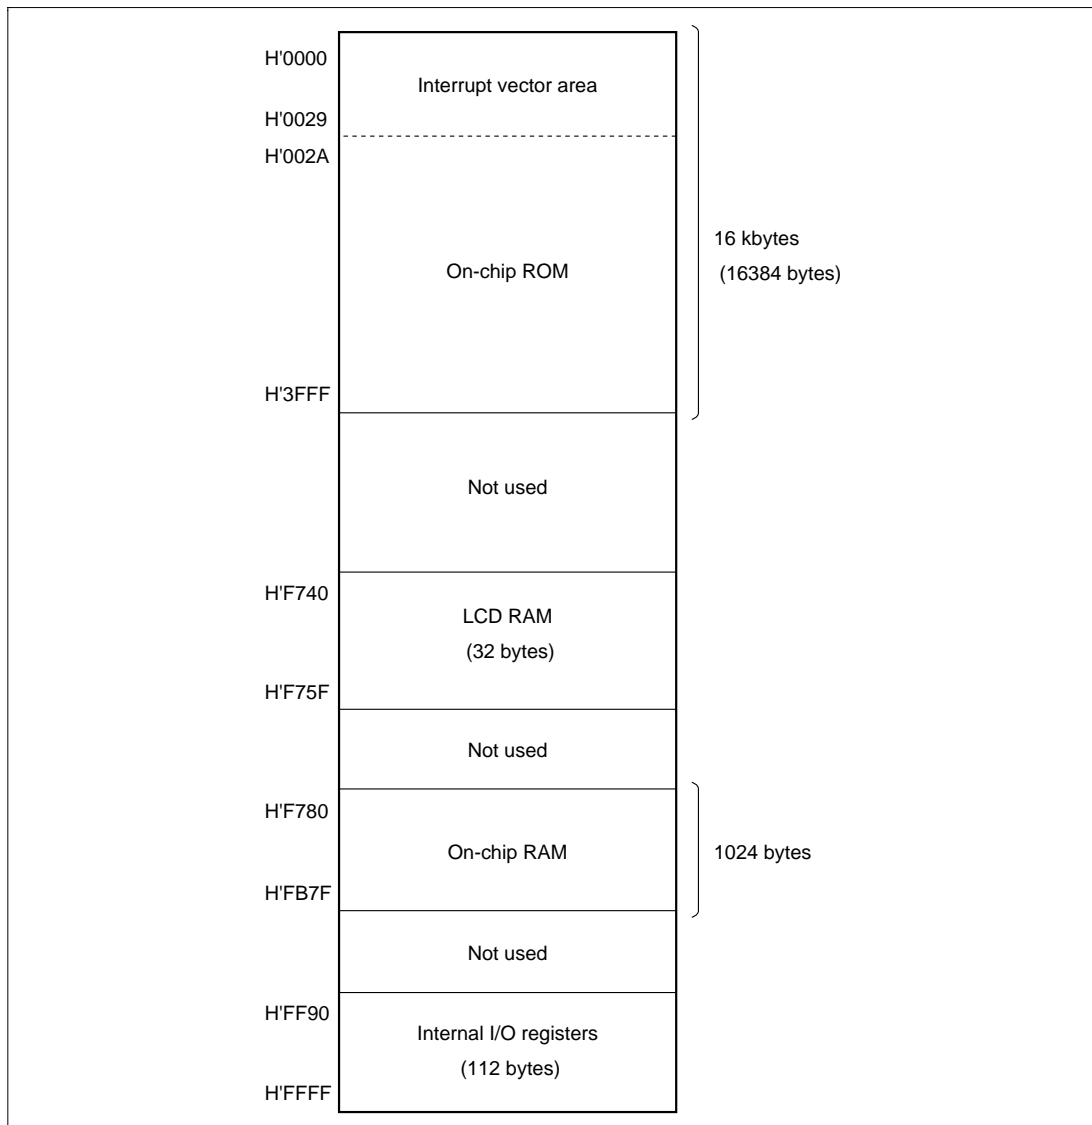 H'0000
Interrupt vector area
H'0029
H'002A
16 kbytes
(16384 bytes)
On-chip ROM
H'3FFF
Not used
H'F740
LCD RAM
(32 bytes)
H'F75F
Not used
H'F780
On-chip RAM
1024 bytes
H'FB7F
Not used
H'FF90
Internal I/O registers
(112 bytes)
H'FFFF